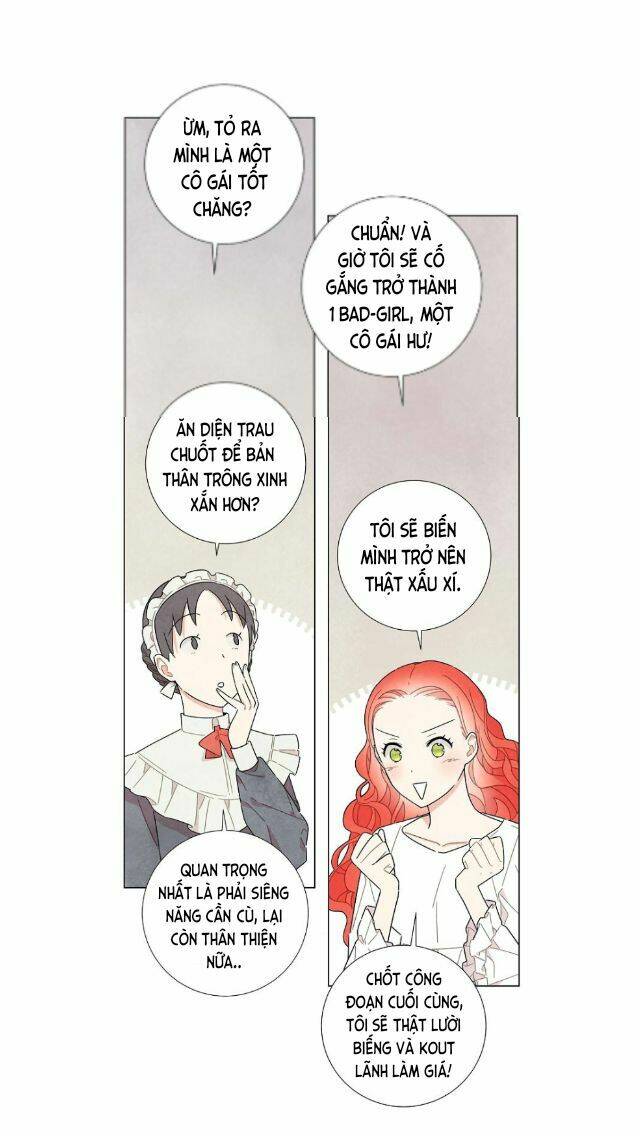 ỪM, TỎ RA
MÌNH LÀ MỘT
CÔ GÁI TỐT
CHĂNG?
CHUẨN! VÀ
GIỜ TÔI SẼ CỐ
GẮNG TRỞ THÀNH
1 BAD-GIRL, MỘT
CÔ GÁI HƯ!
ĂN DIỆN TRAU
CHUỐT ĐỂ BẢN
THÂN TRÔNG XINH
XẮN HƠN?
TÔI SẼ BIẾN
MÌNH TRỞ NÊN
THẬT XẤU XÍ.
QUAN TRỌNG
NHẤT LÀ PHẢI SIÊNG
NĂNG CẦN CÙ, LẠI
CÒN THÂN THIỆN
NỮA..
CHỐT CÔNG
ĐOẠN CUỐI CÙNG,
TÔI SẼ THẬT LƯỜI
BIẾNG VÀ KOUT
LÃNH LÀM GIÁ!